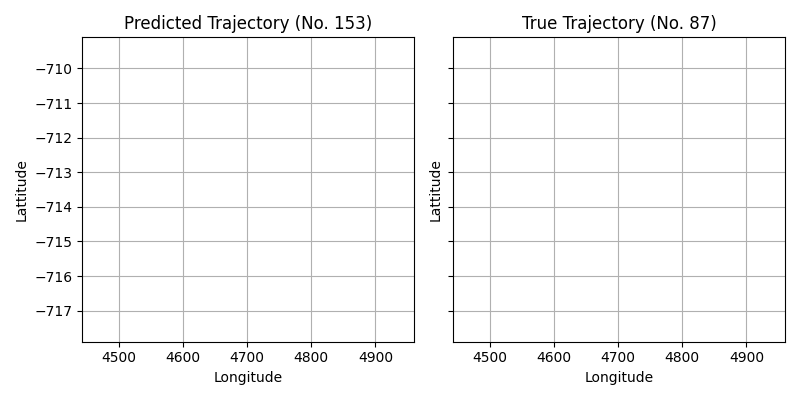 Predicted Trajectory (No. 153)
−710
−711
−712
−713
−714
−715
−716
−717
Lattitude
4500 4600 4700 4800 4900
Longitude
True Trajectory (No. 87)
Lattitude
4500 4600 4700 4800 4900
Longitude